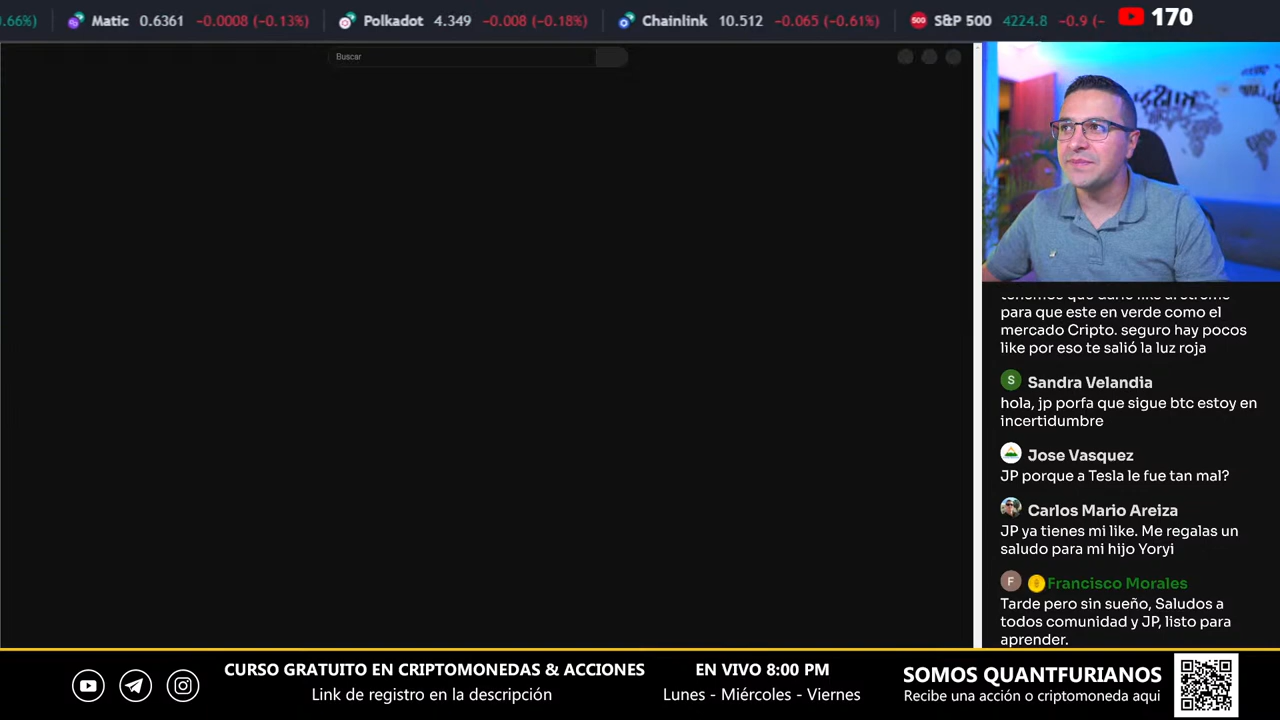 0.66%) Matic 0.6361 −0.0008 (−0.13%) Polkadot 4.349 −0.008 (−0.18%) Chainlink 10.512 −0.065 (−0.61%) 500 S&P 500 4224.8 −0.9 (− 170
Buscar
para que este en verde como el
mercado Cripto. seguro hay pocos
like por eso te salió la luz roja
S Sandra Velandia
hola, jp porfa que sigue btc estoy en
incertidumbre
Jose Vasquez
JP porque a Tesla le fue tan mal?
Carlos Mario Areiza
JP ya tienes mi like. Me regalas un
saludo para mi hijo Yoryi
F Francisco Morales
Tarde pero sin sueño, Saludos a
todos comunidad y JP, listo para
aprender.
CURSO GRATUITO EN CRIPTOMONEDAS & ACCIONES
Link de registro en la descripción
EN VIVO 8:00 PM
Lunes - Miércoles - Viernes
SOMOS QUANTFURIANOS
Recibe una acción o criptomoneda aqui